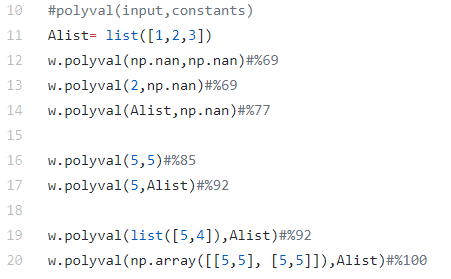 10 #polyval(input,constants)
11 Alist= list([1,2,3])
12 w.polyval(np.nan,np.nan)#%69
13 w.polyval(2,np.nan)#%69
14 w.polyval(Alist,np.nan)#%77
15
16 w.polyval(5,5)#%85
17 w.polyval(5,Alist)#%92
18
19 w.polyval(list([5,4]),Alist)#%92
20 w.polyval(np.array([[5,5], [5,5]]),Alist)#%100